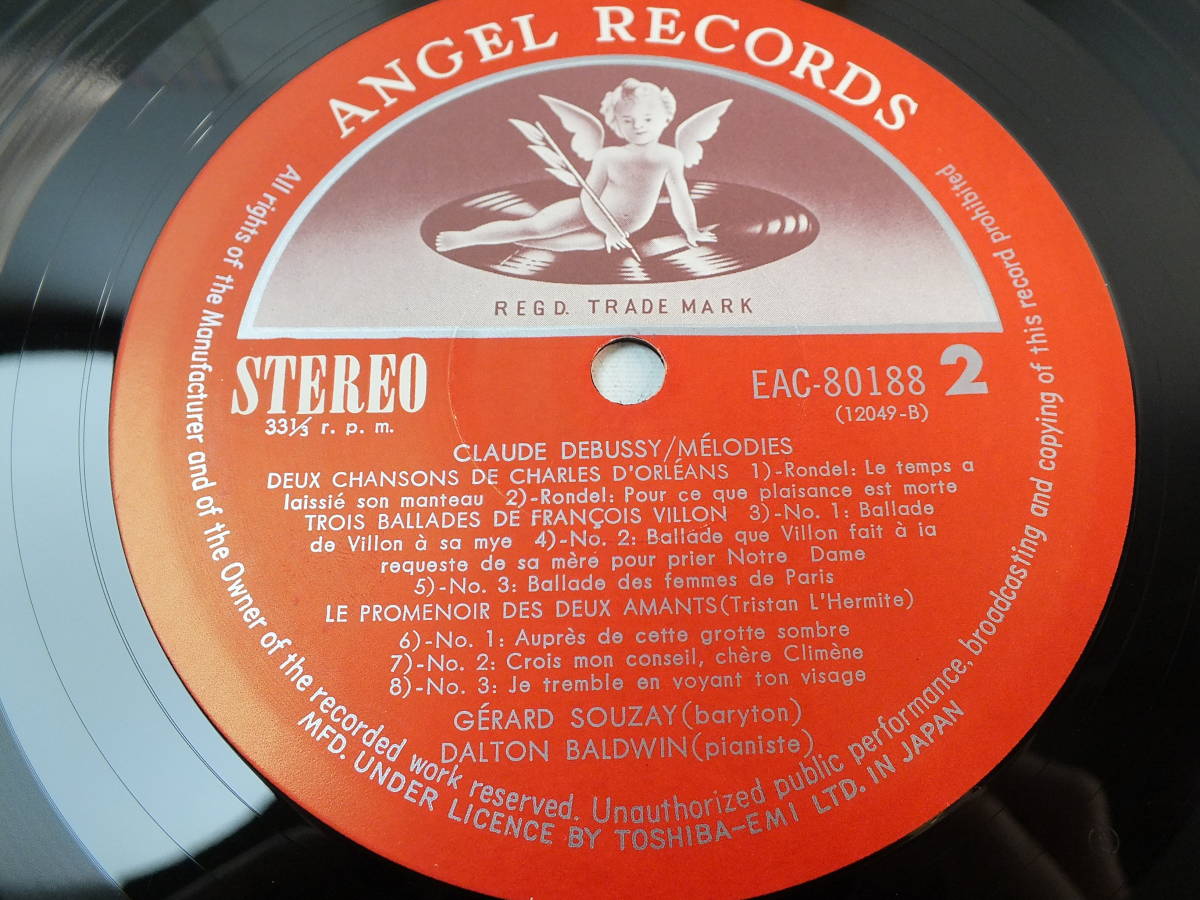 ANGEL RECORDS
REGD. TRADE MARK
STEREO
33⅓ r. p. m.
EAC-80188 2
(12049-B)
CLAUDE DEBUSSY/MÉLODIES
DEUX CHANSONS DE CHARLES D'ORLÉANS 1)-Rondel: Le temps a
laissié son manteau 2)-Rondel: Pour ce que plaisance est morte
TROIS BALLADES DE FRANÇOIS VILLON 3)-No. 1: Ballade
de Villon à sa mye 4)-No. 2: Ballade que Villon fait à la
requeste de sa mère pour prier Notre Dame
5)-No. 3: Ballade des femmes de Paris
LE PROMENOIR DES DEUX AMANTS(Tristan L'Hermite)
6)-No. 1: Auprès de cette grotte sombre
7)-No. 2: Crois mon conseil, chère Climène
8)-No. 3: Je tremble en voyant ton visage
GÉRARD SOUZAY(baryton)
DALTON BALDWIN(pianiste)
All rights of the Manufacturer and of the Owner of the recorded work reserved. Unauthorized public performance, broadcasting and copying of this record prohibited
MFD. UNDER LICENCE BY TOSHIBA-EMI LTD. IN JAPAN